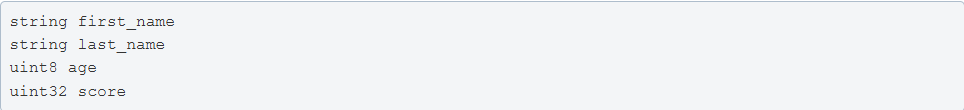 string first_name
string last_name
uint8 age
uint32 score